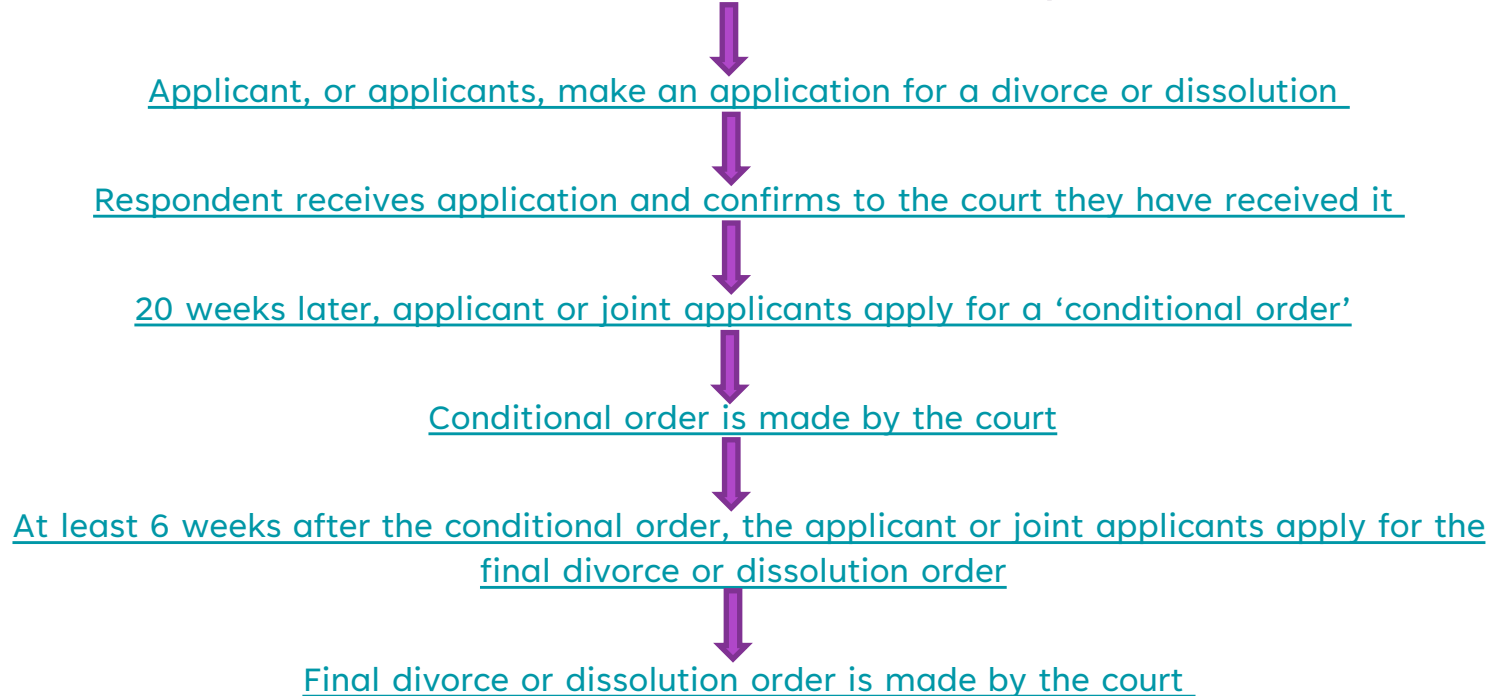 Applicant, or applicants, make an application for a divorce or dissolution
Respondent receives application and confirms to the court they have received it
20 weeks later, applicant or joint applicants apply for a ‘conditional order’
Conditional order is made by the court
At least 6 weeks after the conditional order, the applicant or joint applicants apply for the
final divorce or dissolution order
Final divorce or dissolution order is made by the court